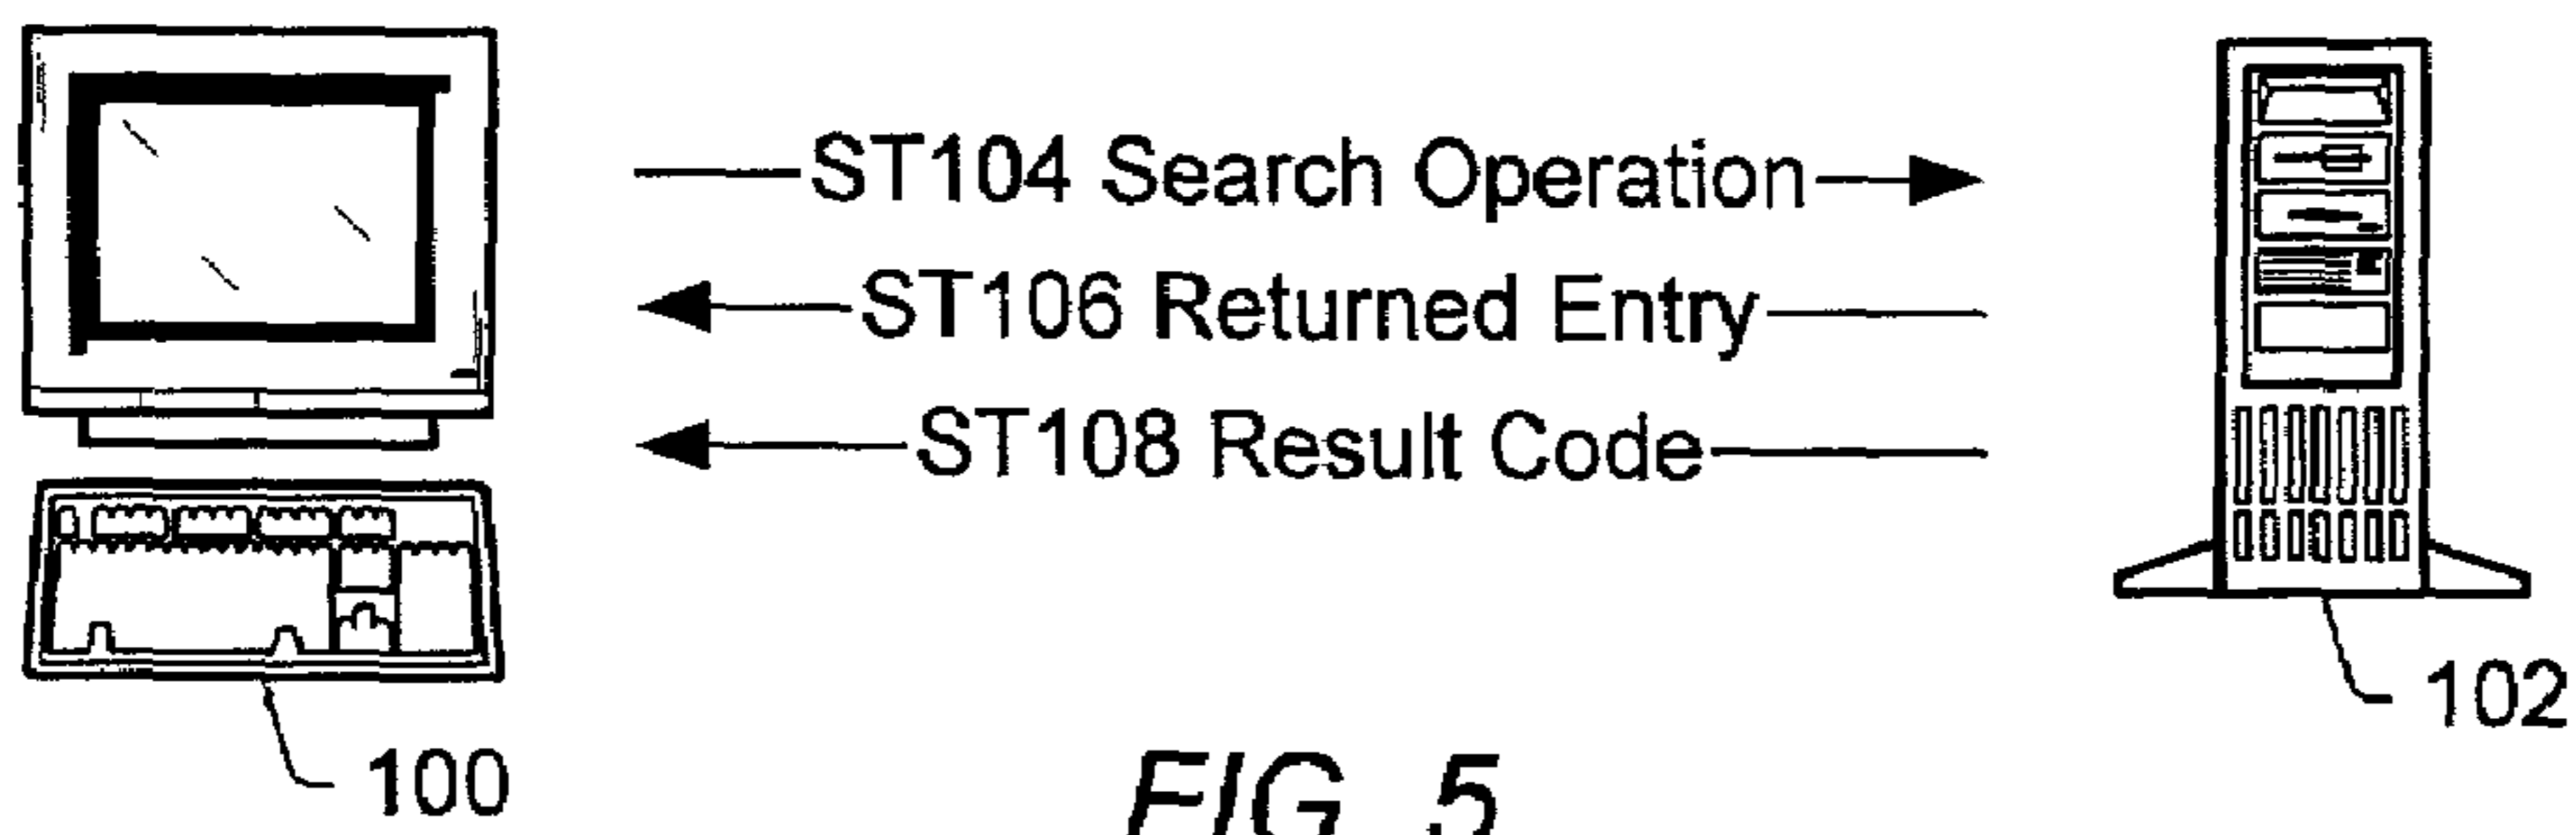 ST104 Search Operation
ST106 Returned Entry
ST108 Result Code
102
100
FIG. 5